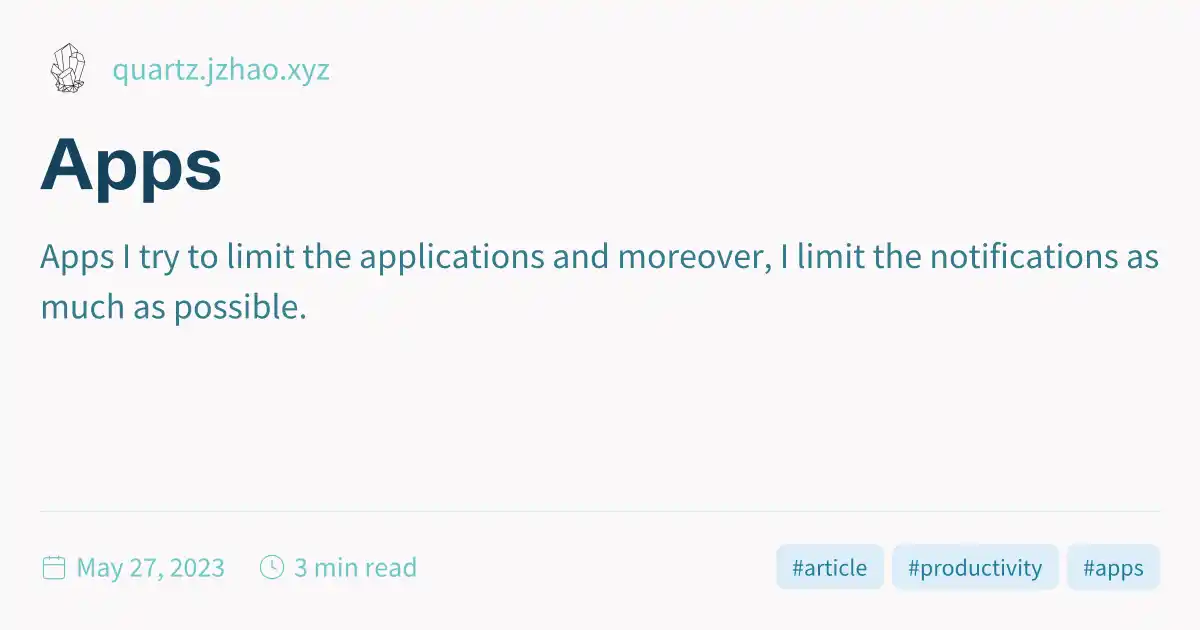 quartz.jzhao.xyz
Apps
Apps I try to limit the applications and moreover, I limit the notifications as
much as possible.
May 27, 2023 3 min read #article #productivity #apps